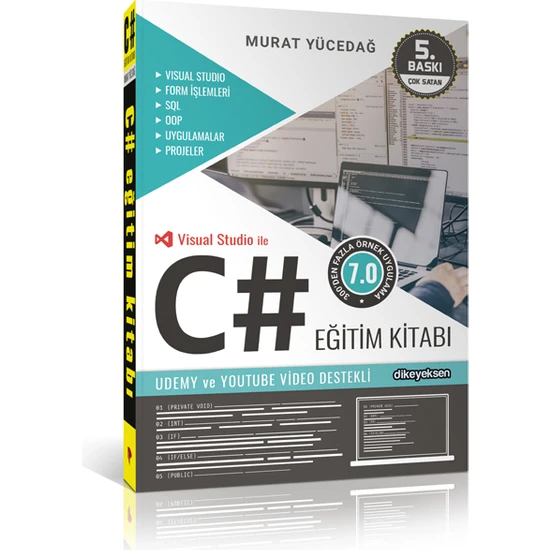 MURAT YÜCEDAĞ
5.
BASKI
ÇOK SATAN
VISUAL STUDIO
FORM İŞLEMLERİ
SQL
OOP
UYGULAMALAR
PROJELER
Visual Studio ile
C#
300'DEN FAZLA ÖRNEK UYGULAMA
7.0
EĞİTİM KİTABI
UDEMY ve YOUTUBE VİDEO DESTEKLİ
dikeyeksen
01 (PRIVATE VOID)
02 (INT)
03 (IF)
04 (IF/ELSE)
05 (PUBLIC)
C#
C# eğitim kitabı